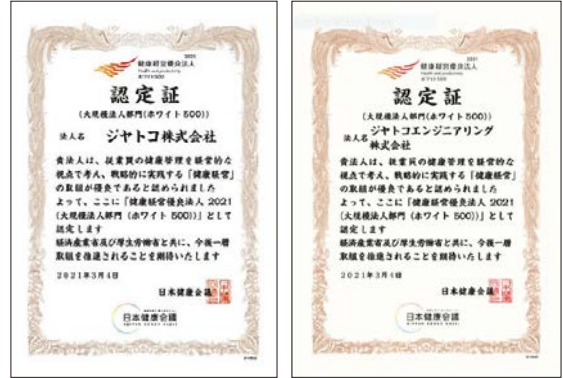 2021
健康経営優良法人
Health and productivity
ホワイト500
認定証
(大規模法人部門(ホワイト500))
法人名 ジヤトコ株式会社
貴法人は、従業員の健康管理を経営的な
視点で考え、戦略的に実践する「健康経営」
の取組が優良であると認められました
よって、ここに「健康経営優良法人 2021
(大規模法人部門(ホワイト 500))」として
認定します
経済産業省及び厚生労働省と共に、今後一層
取組を推進されることを期待いたします
2021年3月4日
日本健康会議
日本健康会議
2021
健康経営優良法人
Health and productivity
ホワイト500
認定証
(大規模法人部門(ホワイト500))
法人名 ジヤトコエンジニアリング
株式会社
貴法人は、従業員の健康管理を経営的な
視点で考え、戦略的に実践する「健康経営」
の取組が優良であると認められました
よって、ここに「健康経営優良法人 2021
(大規模法人部門(ホワイト 500))」として
認定します
経済産業省及び厚生労働省と共に、今後一層
取組を推進されることを期待いたします
2021年3月4日
日本健康会議
日本健康会議